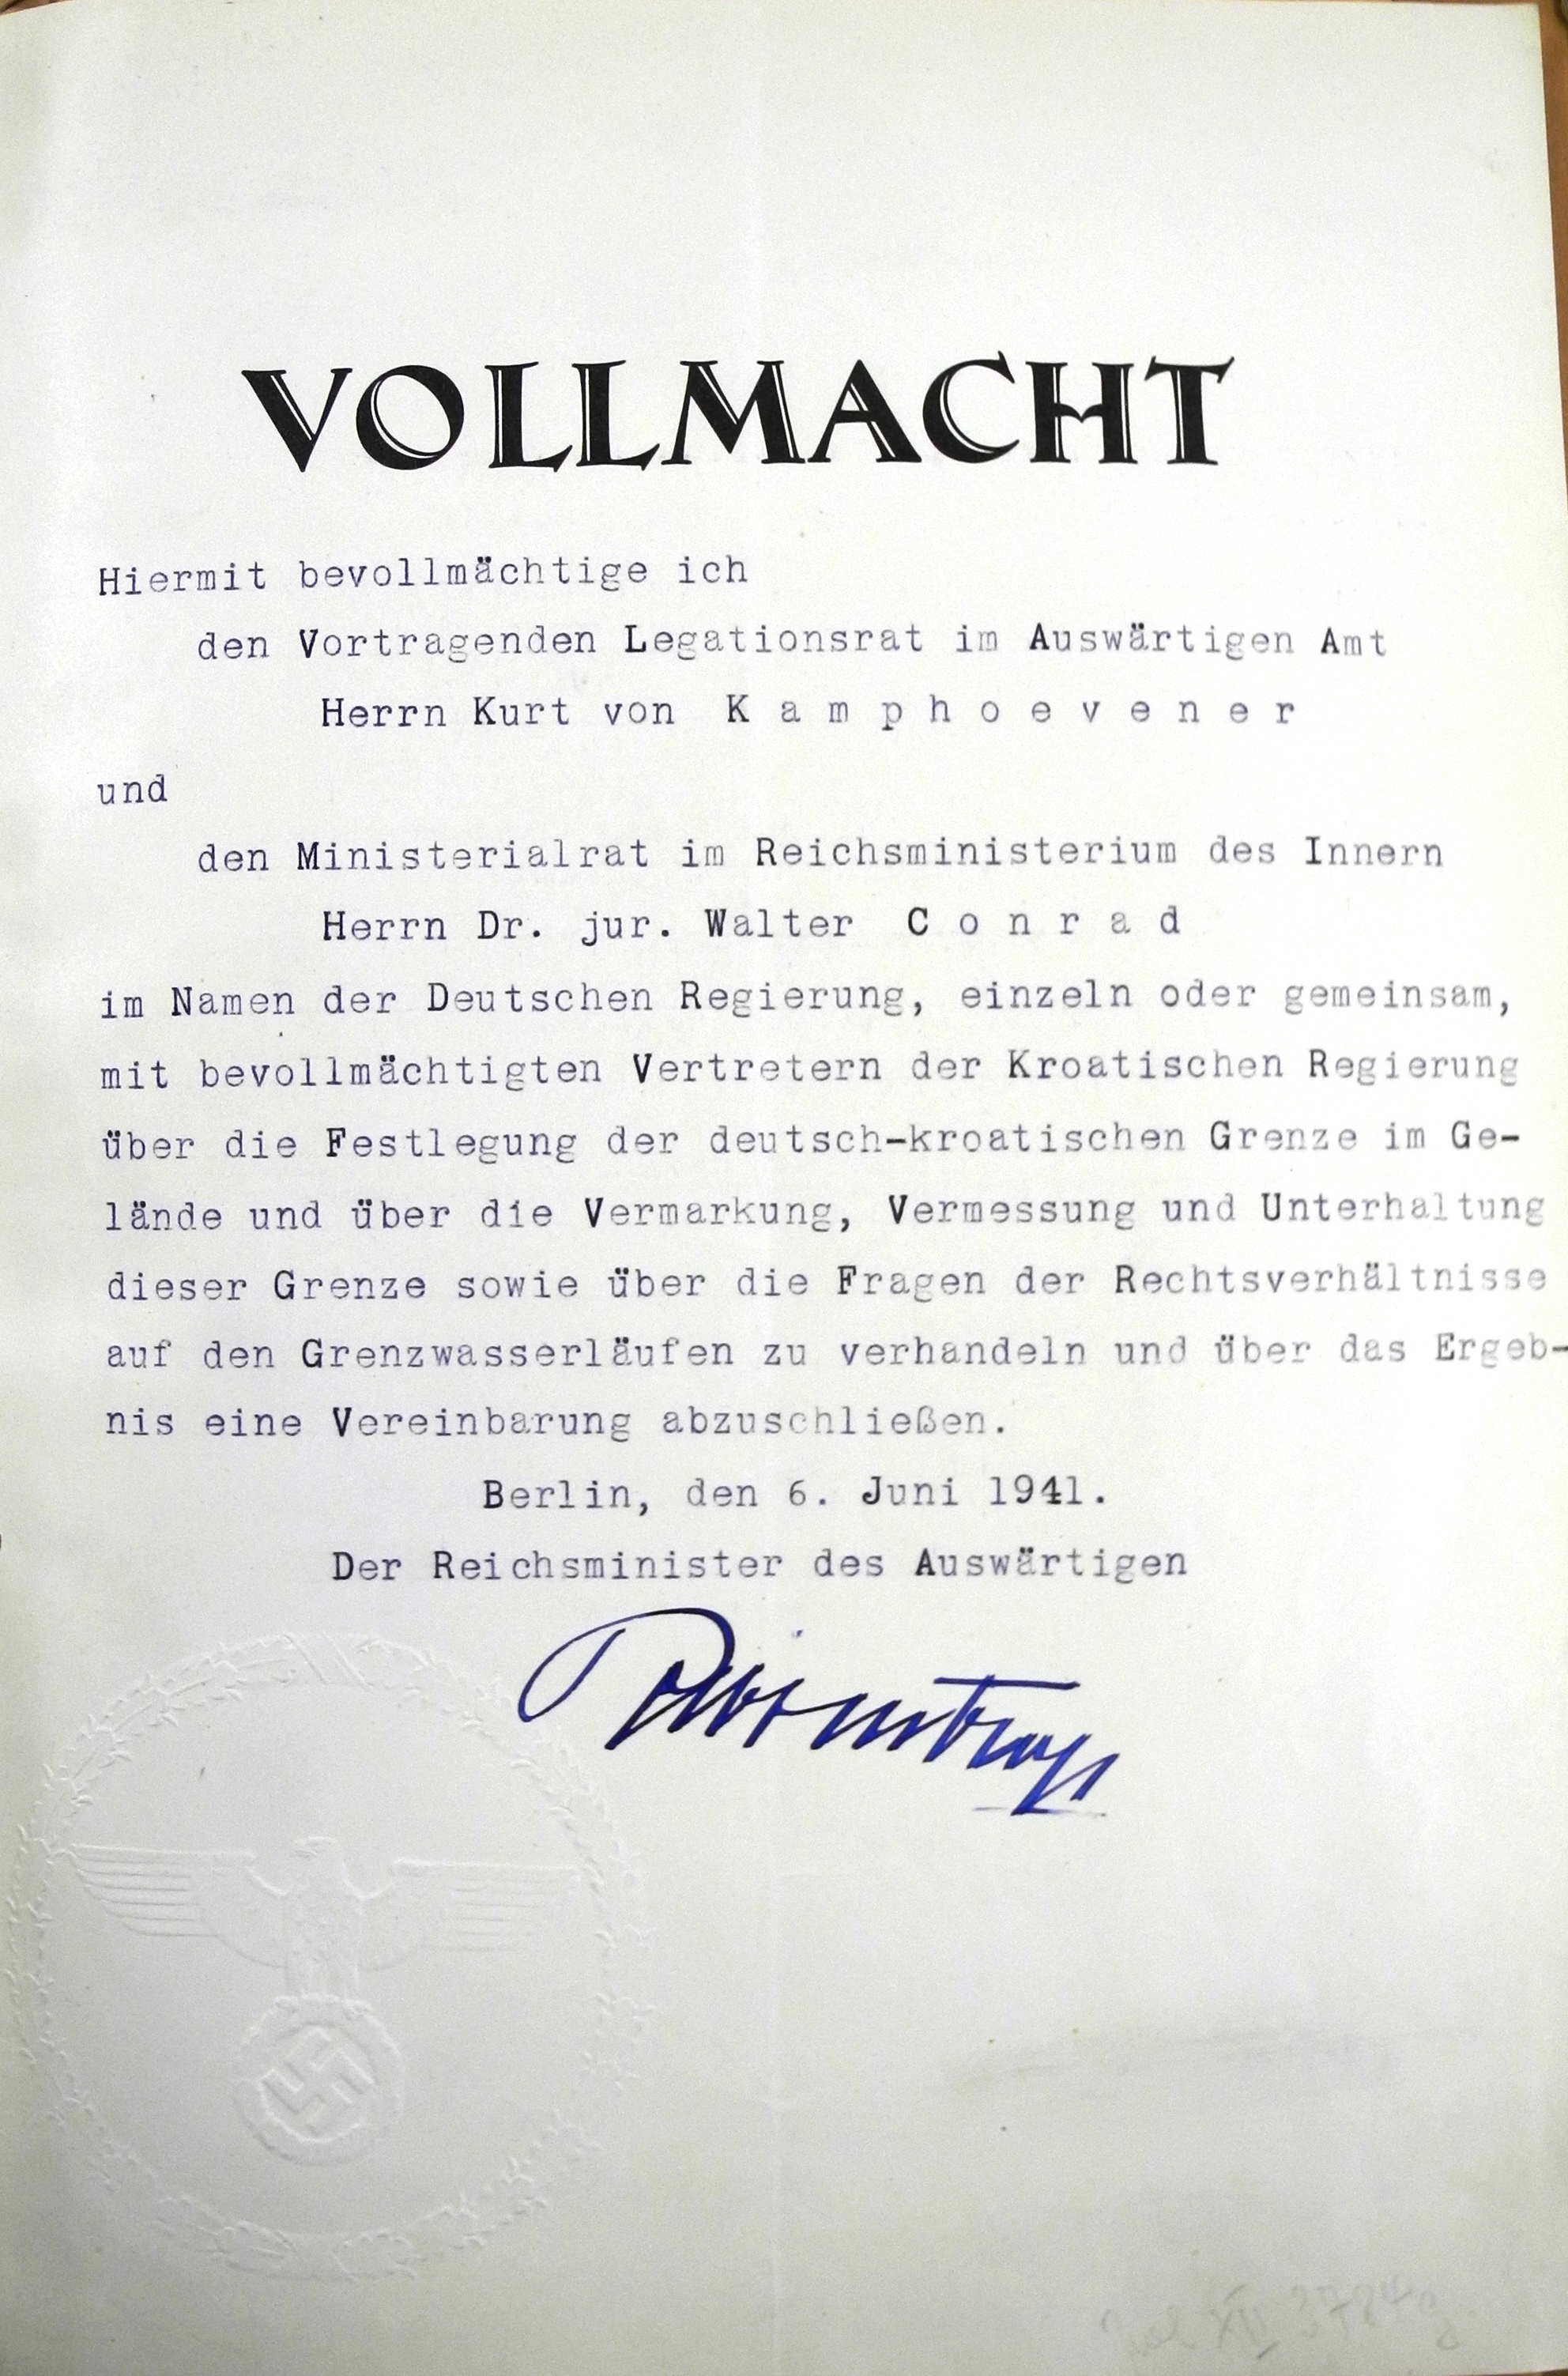 VOLLMACHT
Hiermit bevollmächtige ich
den Vortragenden Legationsrat im Auswärtigen Amt
Herrn Kurt von K a m p h o e v e n e r
und
den Ministerialrat im Reichsministerium des Innern
Herrn Dr. jur. Walter C o n r a d
im Namen der Deutschen Regierung, einzeln oder gemeinsam,
mit bevollmächtigten Vertretern der Kroatischen Regierung
über die Festlegung der deutsch-kroatischen Grenze im Ge-
lände und über die Vermarkung, Vermessung und Unterhaltung
dieser Grenze sowie über die Fragen der Rechtsverhältnisse
auf den Grenzwasserläufen zu verhandeln und über das Ergeb-
nis eine Vereinbarung abzuschließen.
Berlin, den 6. Juni 1941.
Der Reichsminister des Auswärtigen
Ribbentrop